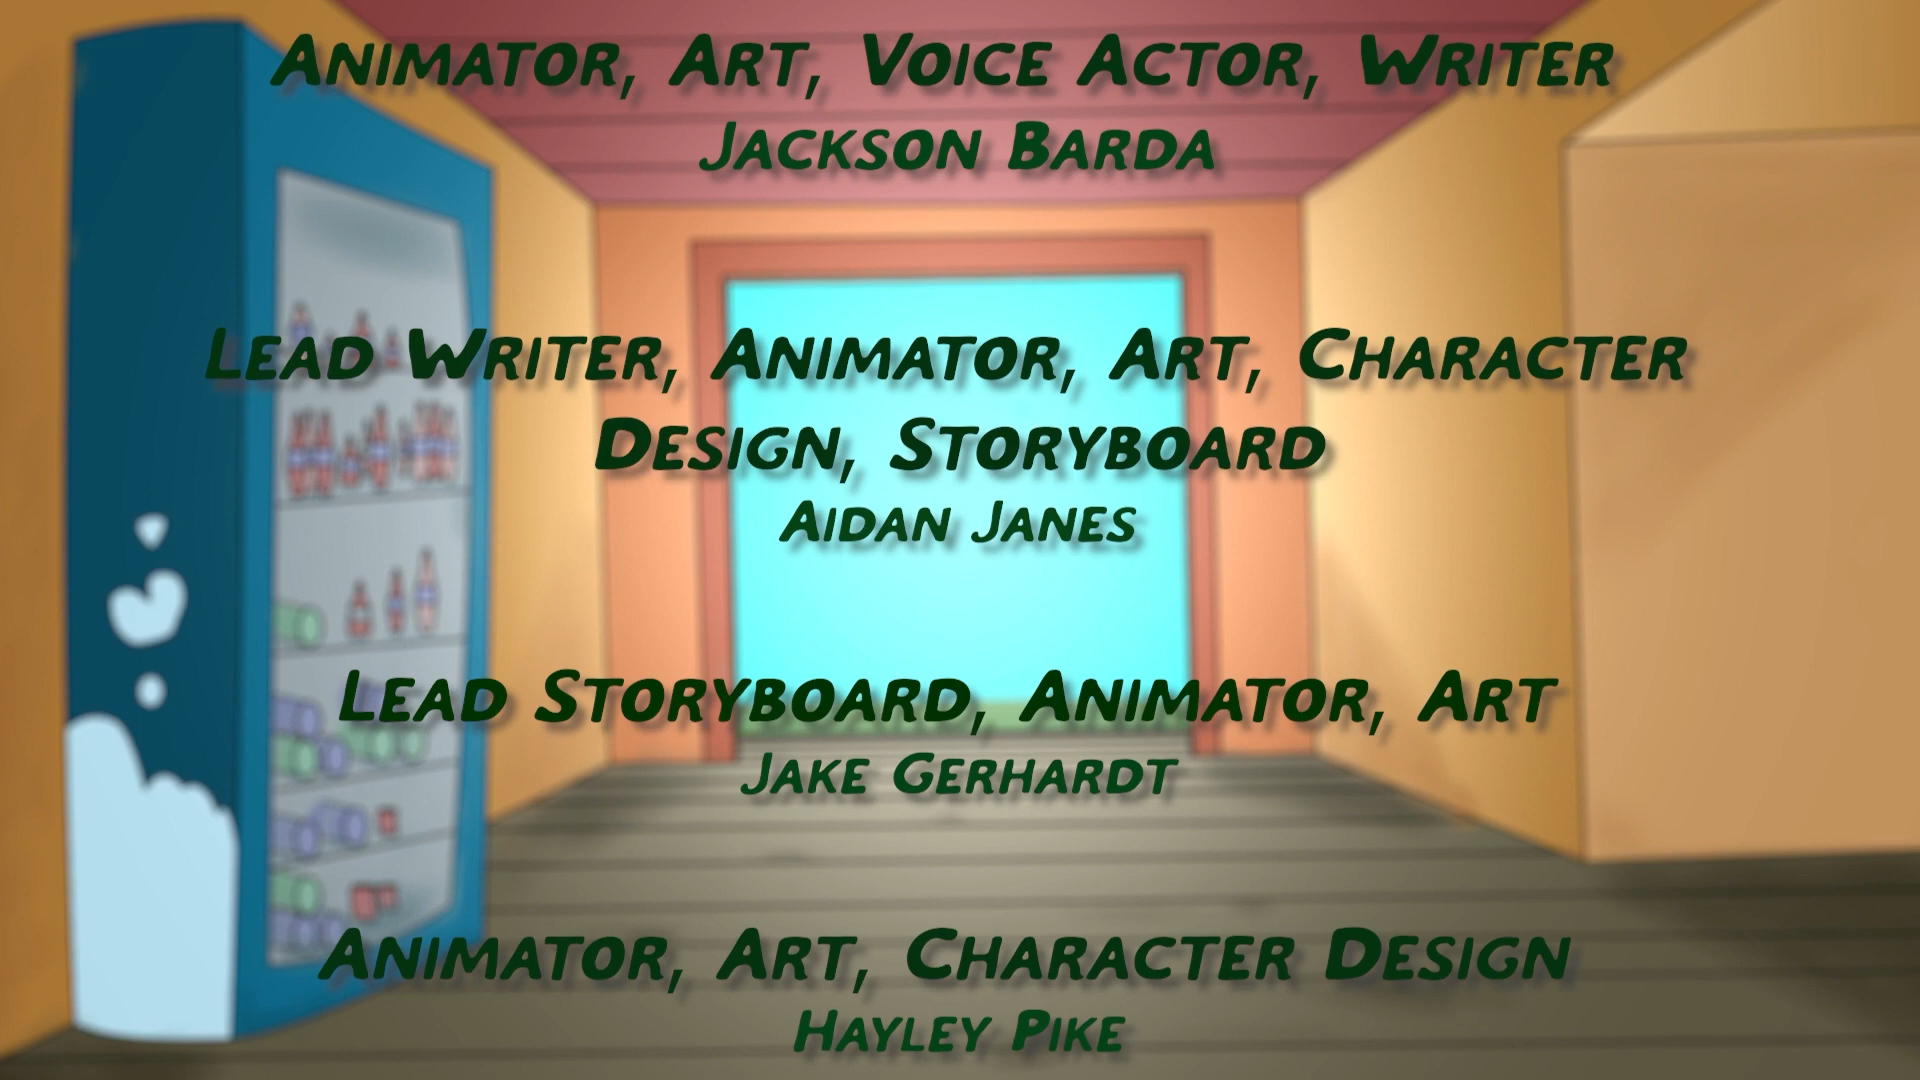 Animator, Art, Voice Actor, Writer
Jackson Barda
Lead Writer, Animator, Art, Character
Design, Storyboard
Aidan Janes
Lead Storyboard, Animator, Art
Jake Gerhardt
Animator, Art, Character Design
Hayley Pike